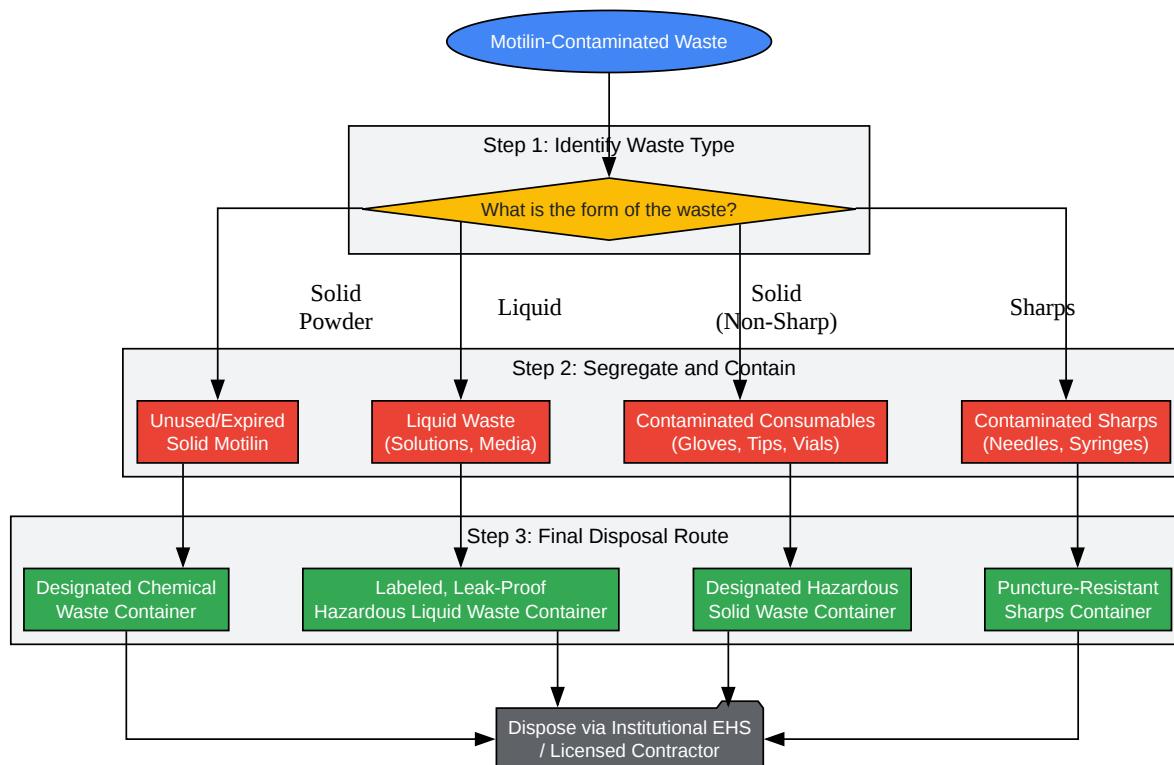 Motilin-Contaminated Waste
Step 1: Identify Waste Type
What is the form of the waste?
Solid
Powder
Liquid
Solid
(Non-Sharp)
Sharps
Step 2: Segregate and Contain
Unused/Expired
Solid Motilin
Liquid Waste
(Solutions, Media)
Contaminated Consumables
(Gloves, Tips, Vials)
Contaminated Sharps
(Needles, Syringes)
Step 3: Final Disposal Route
Designated Chemical
Waste Container
Labeled, Leak-Proof
Hazardous Liquid Waste Container
Designated Hazardous
Solid Waste Container
Puncture-Resistant
Sharps Container
Dispose via Institutional EHS
/ Licensed Contractor